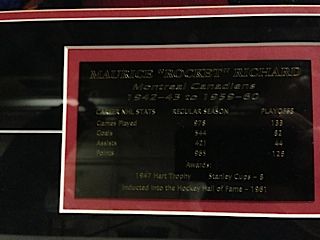 MAURICE "ROCKET" RICHARD
Montreal Canadians
1942-43 to 1959-60
CAREER NHL STATS REGULAR SEASON PLAYOFFS
Games Played 978 133
Goals 544 82
Assists 421 44
Points 965 126
Awards:
1947 Hart Trophy Stanley Cups - 8
Inducted into the Hockey Hall of Fame - 1961